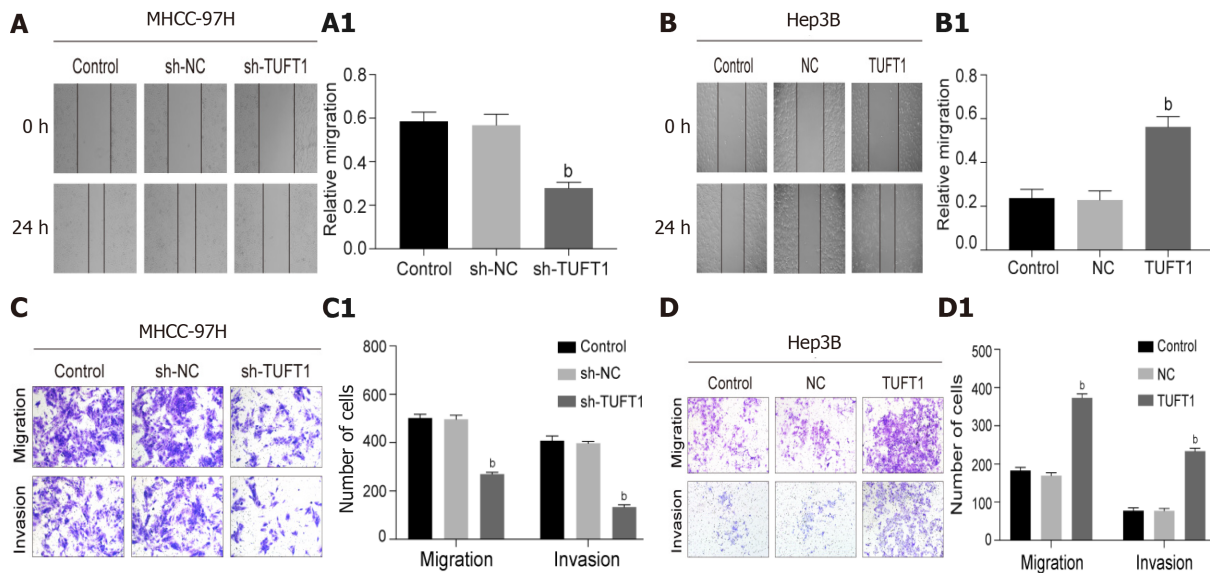 A
MHCC-97H
Control sh-NC sh-TUFT1
0 h
24 h
A1
Relative mirgration
0.8
0.6
0.4
0.2
0.0
b
Control sh-NC sh-TUFT1
B
Hep3B
Control NC TUFT1
0 h
24 h
B1
Relative mirgration
0.8
0.6
0.4
0.2
0.0
b
Control NC TUFT1
C
MHCC-97H
Control sh-NC sh-TUFT1
Migration
Invasion
C1
Number of cells
800
600
400
200
0
Control
sh-NC
sh-TUFT1
b
b
Migration Invasion
D
Hep3B
Control NC TUFT1
Migration
Invasion
D1
Number of cells
500
400
300
200
100
0
Control
NC
TUFT1
b
b
Migration Invasion